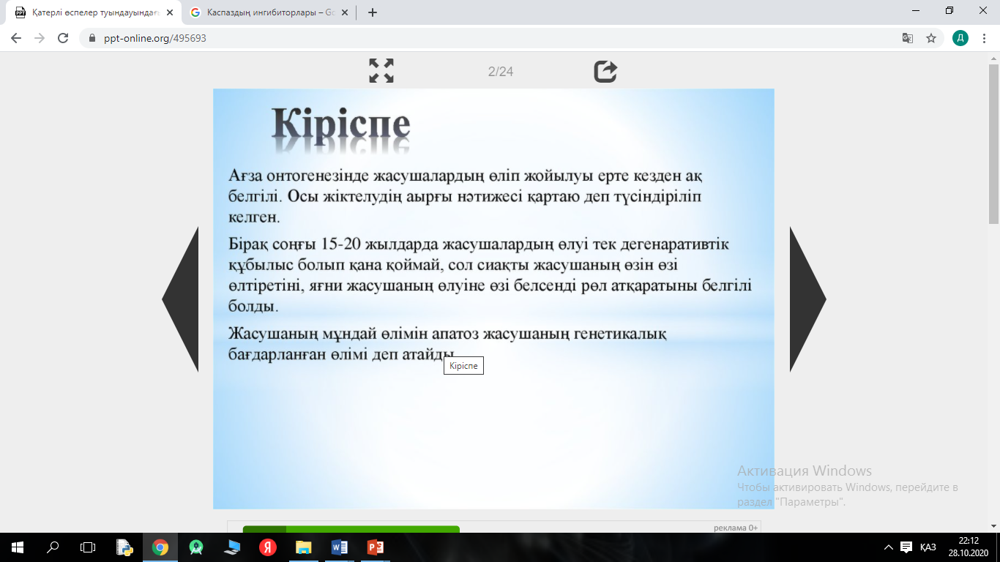 Қатерлі өспелер туындауындағы
Каспаздың ингибиторлары – Go
ppt-online.org/495693
Д
2/24
Кіріспе
Ағза онтогенезінде жасушалардың өліп жойылуы ерте кезден ақ
белгілі. Осы жіктелудің аырғы нәтижесі қартаю деп түсіндіріліп
келген.
Бірақ соңғы 15-20 жылдарда жасушалардың өлуі тек дегенаративтік
құбылыс болып қана қоймай, сол сиақты жасушаның өзін өзі
өлтіретіні, яғни жасушаның өлуіне өзі белсенді рөл атқаратыны белгілі
болды.
Жасушаның мұндай өлімін апатоз жасушаның генетикалық
бағдарланған өлімі деп атайды
Кіріспе
Активация Windows
Чтобы активировать Windows, перейдите в
раздел "Параметры".
реклама 0+
ҚАЗ
22:12
28.10.2020